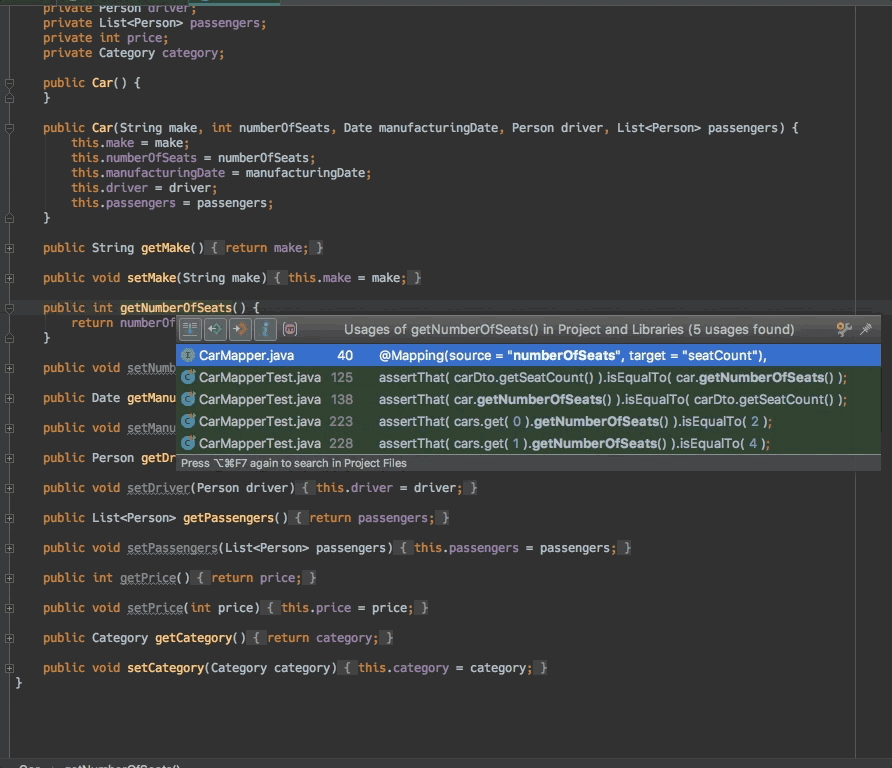 private Person driver;
private List<Person> passengers;
private int price;
private Category category;
public Car() {
}
public Car(String make, int numberOfSeats, Date manufacturingDate, Person driver, List<Person> passengers) {
this.make = make;
this.numberOfSeats = numberOfSeats;
this.manufacturingDate = manufacturingDate;
this.driver = driver;
this.passengers = passengers;
}
public String getMake() { return make; }
public void setMake(String make) { this.make = make; }
public int getNumberOfSeats() {
return numberOf
}
Usages of getNumberOfSeats() in Project and Libraries (5 usages found)
CarMapper.java 40 @Mapping(source = "numberOfSeats", target = "seatCount"),
CarMapperTest.java 125 assertThat( carDto.getSeatCount() ).isEqualTo( car.getNumberOfSeats() );
CarMapperTest.java 138 assertThat( car.getNumberOfSeats() ).isEqualTo( carDto.getSeatCount() );
CarMapperTest.java 223 assertThat( cars.get( 0 ).getNumberOfSeats() ).isEqualTo( 2 );
CarMapperTest.java 228 assertThat( cars.get( 1 ).getNumberOfSeats() ).isEqualTo( 4 );
Press ⌥⌘F7 again to search in Project Files
public void setNumb
public Date getManu
public void setManu
public Person getDr
public void setDriver(Person driver) { this.driver = driver; }
public List<Person> getPassengers() { return passengers; }
public void setPassengers(List<Person> passengers) { this.passengers = passengers; }
public int getPrice() { return price; }
public void setPrice(int price) { this.price = price; }
public Category getCategory() { return category; }
public void setCategory(Category category) { this.category = category; }
}
Car getNumberOfSeats()